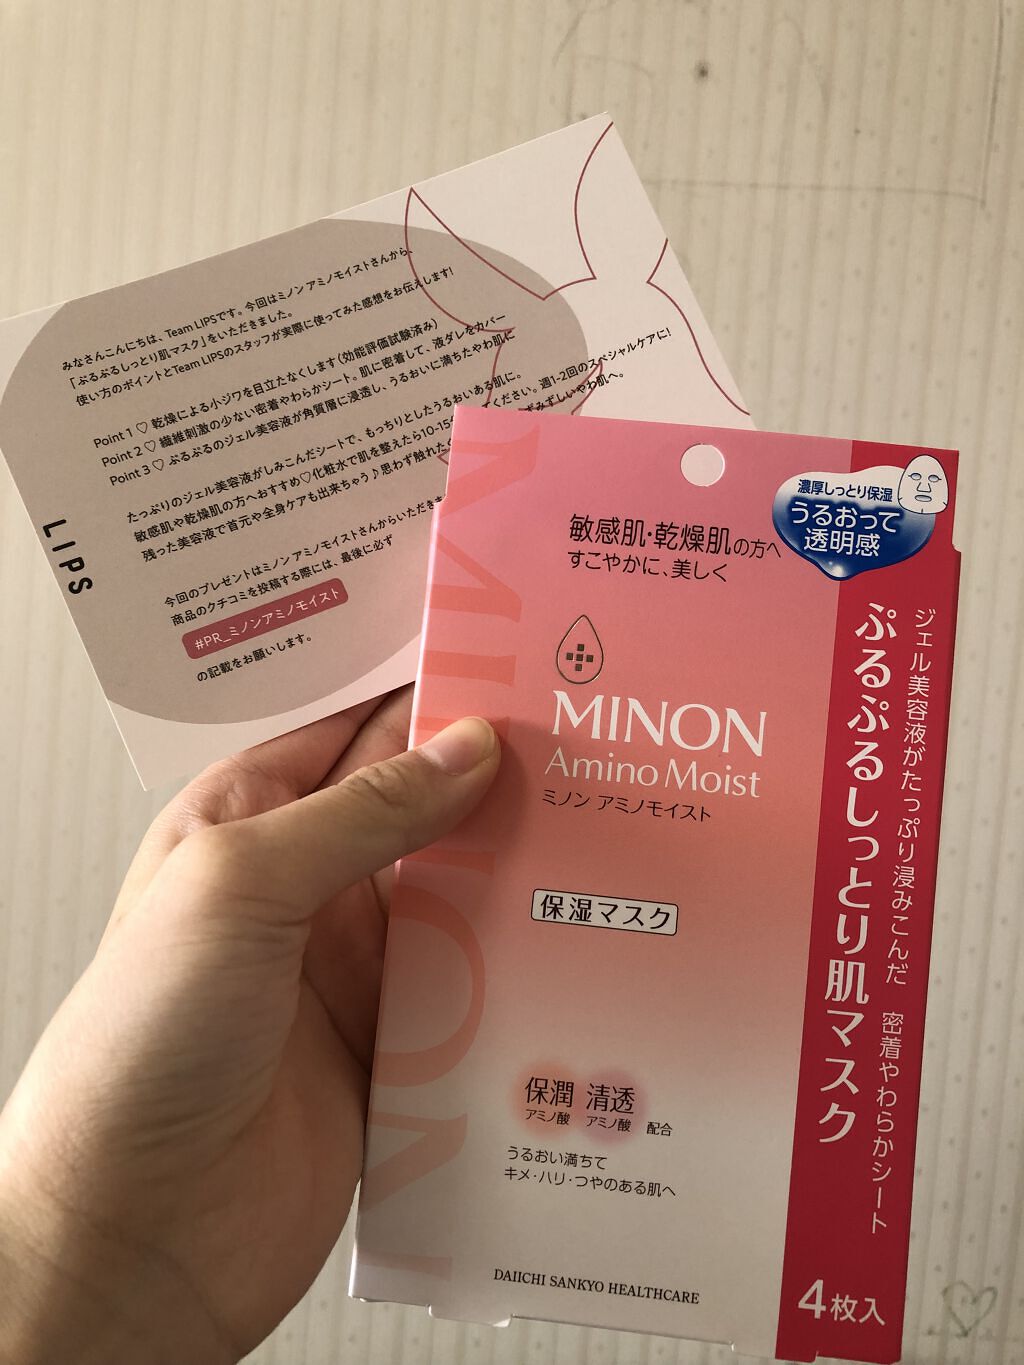 みなさんこんにちは、Team LIPSです。今回はミノン アミノモイストさんから、
「ぷるぷるしっとり肌マスク」をいただきました。
使い方のポイントとTeam LIPSのスタッフが実際に使ってみた感想をお伝えします!
Point 1 ♡ 乾燥による小ジワを目立たなくします(効能評価試験済み)
Point 2 ♡ 繊維刺激の少ない密着やわらかシート。肌に密着して、液ダレをカバー
Point 3 ♡ ぷるぷるのジェル美容液が角質層に浸透し、うるおいに満ちたやわ肌に
たっぷりのジェル美容液がしみこんだシートで、もっちりとしたうるおいある肌に。
敏感肌や乾燥肌の方へおすすめ♡化粧水で肌を整えたら10-15 てください。週1-2回のスペシャルケアに!
残った美容液で首元や全身ケアも出来ちゃう♪思わず触れたく ずみずしいやわ肌へ。
今回のプレゼントはミノン アミノモイストさんからいただきま
商品のクチコミを投稿する際には、最後に必ず
#PR_ミノンアミノモイスト
の記載をお願いします。
LIPS
MINON
濃厚しっとり保湿
うるおって
透明感
敏感肌・乾燥肌の方へ
すこやかに、美しく
MINON
Amino Moist
ミノン アミノモイスト
保湿マスク
保潤 清透
アミノ酸 アミノ酸 配合
うるおい満ちて
キメ・ハリ・つやのある肌へ
DAIICHI SANKYO HEALTHCARE
ジェル美容液がたっぷり浸みこんだ 密着やわらかシート
ぷるぷるしっとり肌マスク
4枚入